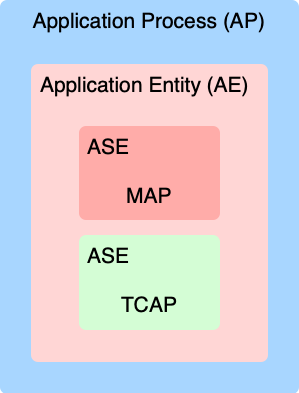 Application Process (AP)
Application Entity (AE)
ASE
MAP
ASE
TCAP